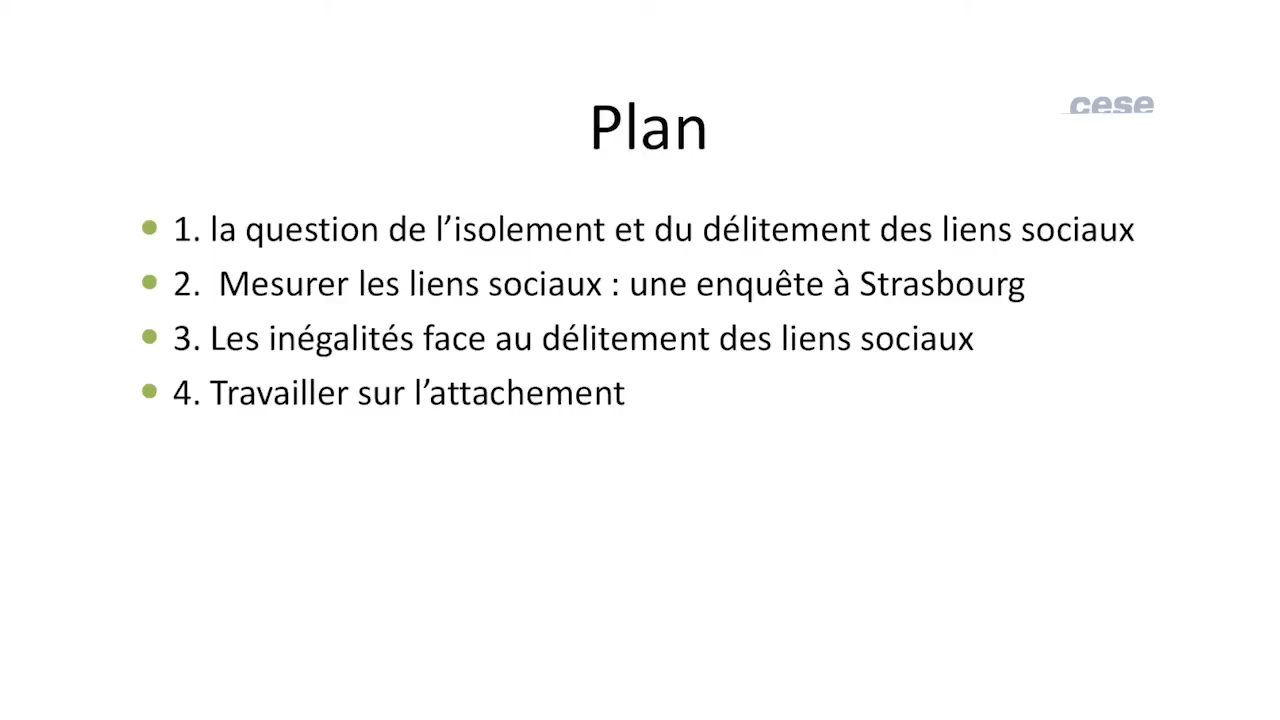 cese
Plan
1. la question de l’isolement et du délitement des liens sociaux
2. Mesurer les liens sociaux : une enquête à Strasbourg
3. Les inégalités face au délitement des liens sociaux
4. Travailler sur l’attachement